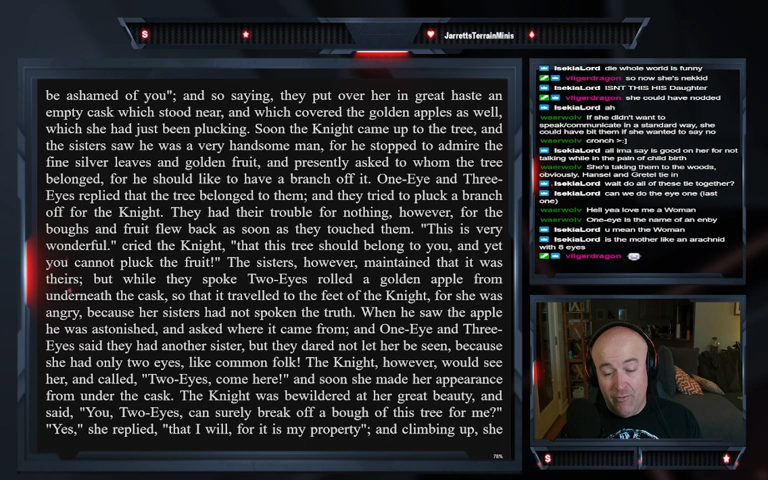 JarrettsTerrainMinis
be ashamed of you"; and so saying, they put over her in great haste an
empty cask which stood near, and which covered the golden apples as well,
which she had just been plucking. Soon the Knight came up to the tree, and
the sisters saw he was a very handsome man, for he stopped to admire the
fine silver leaves and golden fruit, and presently asked to whom the tree
belonged, for he should like to have a branch off it. One-Eye and Three-
Eyes replied that the tree belonged to them; and they tried to pluck a branch
off for the Knight. They had their trouble for nothing, however, for the
boughs and fruit flew back as soon as they touched them. "This is very
wonderful." cried the Knight, "that this tree should belong to you, and yet
you cannot pluck the fruit!" The sisters, however, maintained that it was
theirs; but while they spoke Two-Eyes rolled a golden apple from
underneath the cask, so that it travelled to the feet of the Knight, for she was
angry, because her sisters had not spoken the truth. When he saw the apple
he was astonished, and asked where it came from; and One-Eye and Three-
Eyes said they had another sister, but they dared not let her be seen, because
she had only two eyes, like common folk! The Knight, however, would see
her, and called, "Two-Eyes, come here!" and soon she made her appearance
from under the cask. The Knight was bewildered at her great beauty, and
said, "You, Two-Eyes, can surely break off a bough of this tree for me?"
"Yes," she replied, "that I will, for it is my property"; and climbing up, she
78%
IsekiaLord die whole world is funny
vligerdragon so now she's nekkid
IsekiaLord ISNT THIS HIS Daughter
vligerdragon she could have nodded
IsekiaLord ah
waerwolv If she didn't want to
speak/communicate in a standard way, she
could have bit them if she wanted to say no
waerwolv cronch >:]
IsekiaLord all ima say is good on her for not
talking while in the pain of child birth
waerwolv She's taking them to the woods,
obviously. Hansel and Gretel tie in
IsekiaLord wait do all of these tie together?
IsekiaLord can we do the eye one (last
one)
waerwolv Hell yea love me a Woman
waerwolv One-eye is the name of an enby
IsekiaLord u mean the Woman
IsekiaLord is the mother like an arachnid
with 8 eyes
vligerdragon